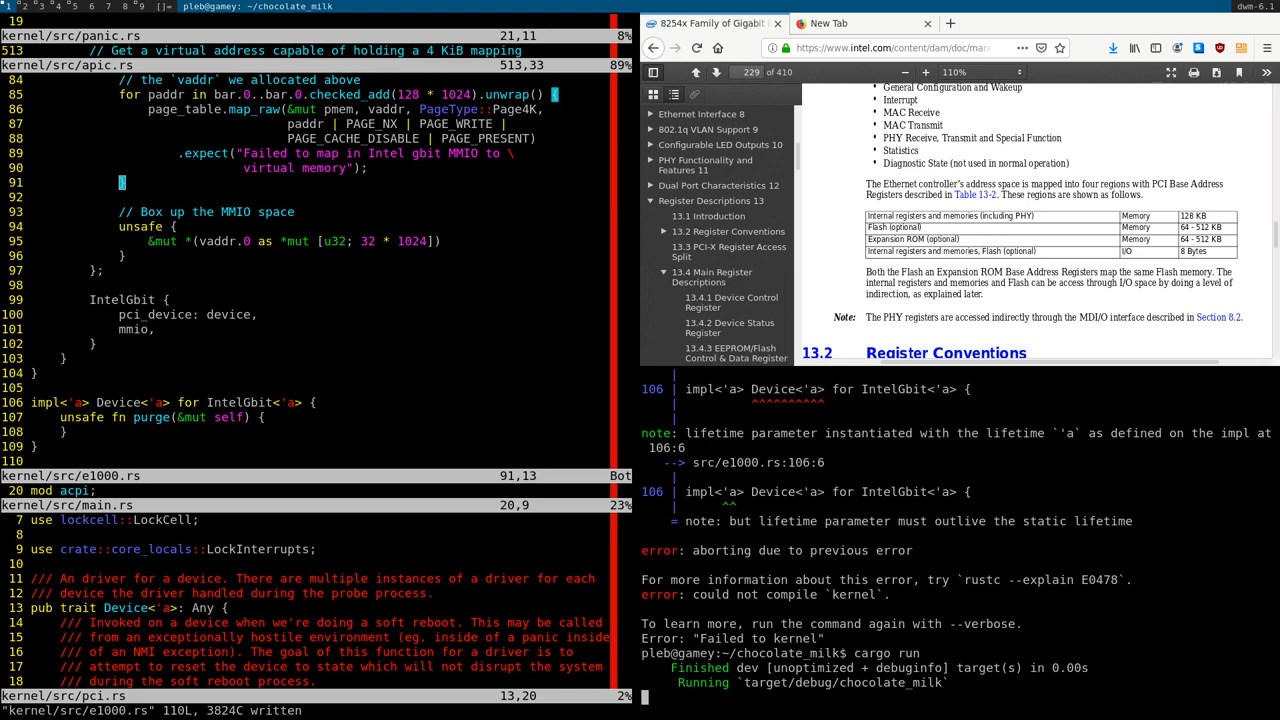 1 2 3 4 5 6 7 8 9 []= pleb@gamey: ~/chocolate_milk dwm-6.1
19
kernel/src/panic.rs 21,11 8%
513 // Get a virtual address capable of holding a 4 KiB mapping
kernel/src/apic.rs 513,33 89%
84 // the `vaddr` we allocated above
85 for paddr in bar.0..bar.0.checked_add(128 * 1024).unwrap() {
86 page_table.map_raw(&mut pmem, vaddr, PageType::Page4K,
87 paddr | PAGE_NX | PAGE_WRITE |
88 PAGE_CACHE_DISABLE | PAGE_PRESENT)
89 .expect("Failed to map in Intel gbit MMIO to \
90 virtual memory");
91 }
92
93 // Box up the MMIO space
94 unsafe {
95 &mut *(vaddr.0 as *mut [u32; 32 * 1024])
96 }
97 };
98
99 IntelGbit {
100 pci_device: device,
101 mmio,
102 }
103 }
104 }
105
106 impl<'a> Device<'a> for IntelGbit<'a> {
107 unsafe fn purge(&mut self) {
108 }
109 }
110
kernel/src/e1000.rs 91,13 Bot
20 mod acpi;
kernel/src/main.rs 20,9 23%
7 use lockcell::LockCell;
8
9 use crate::core_locals::LockInterrupts;
10
11 /// An driver for a device. There are multiple instances of a driver for each
12 /// device the driver handled during the probe process.
13 pub trait Device<'a>: Any {
14 /// Invoked on a device when we're doing a soft reboot. This may be called
15 /// from an exceptionally hostile environment (eg. inside of a panic inside
16 /// of an NMI exception). The goal of this function for a driver is to
17 /// attempt to reset the device to state which will not disrupt the system
18 /// during the soft reboot process.
kernel/src/pci.rs 13,20 2%
"kernel/src/e1000.rs" 110L, 3824C written
8254x Family of Gigabit New Tab
https://www.intel.com/content/dam/doc/man
229 of 410 110%
Ethernet Interface 8
802.1q VLAN Support 9
Configurable LED Outputs 10
PHY Functionality and
Features 11
Dual Port Characteristics 12
Register Descriptions 13
13.1 Introduction
13.2 Register Conventions
13.3 PCI-X Register Access
Split
13.4 Main Register
Descriptions
13.4.1 Device Control
Register
13.4.2 Device Status
Register
13.4.3 EEPROM/Flash
Control & Data Register
• General Configuration and Wakeup
• Interrupt
• MAC Receive
• MAC Transmit
• PHY Receive, Transmit and Special Function
• Statistics
• Diagnostic State (not used in normal operation)
The Ethernet controller's address space is mapped into four regions with PCI Base Address
Registers described in Table 13-2. These regions are shown as follows.
Internal registers and memories (including PHY) Memory 128 KB
Flash (optional) Memory 64 - 512 KB
Expansion ROM (optional) Memory 64 - 512 KB
Internal registers and memories, Flash (optional) I/O 8 Bytes
Both the Flash an Expansion ROM Base Address Registers map the same Flash memory. The
internal registers and memories and Flash can be access through I/O space by doing a level of
indirection, as explained later.
Note: The PHY registers are accessed indirectly through the MDI/O interface described in Section 8.2.
13.2 Register Conventions
|
106 | impl<'a> Device<'a> for IntelGbit<'a> {
| ^^^^^^^^^^
|
note: lifetime parameter instantiated with the lifetime `'a` as defined on the impl at
106:6
--> src/e1000.rs:106:6
|
106 | impl<'a> Device<'a> for IntelGbit<'a> {
| ^^
= note: but lifetime parameter must outlive the static lifetime
error: aborting due to previous error
For more information about this error, try `rustc --explain E0478`.
error: could not compile `kernel`.
To learn more, run the command again with --verbose.
Error: "Failed to kernel"
pleb@gamey:~/chocolate_milk$ cargo run
Finished dev [unoptimized + debuginfo] target(s) in 0.00s
Running `target/debug/chocolate_milk`